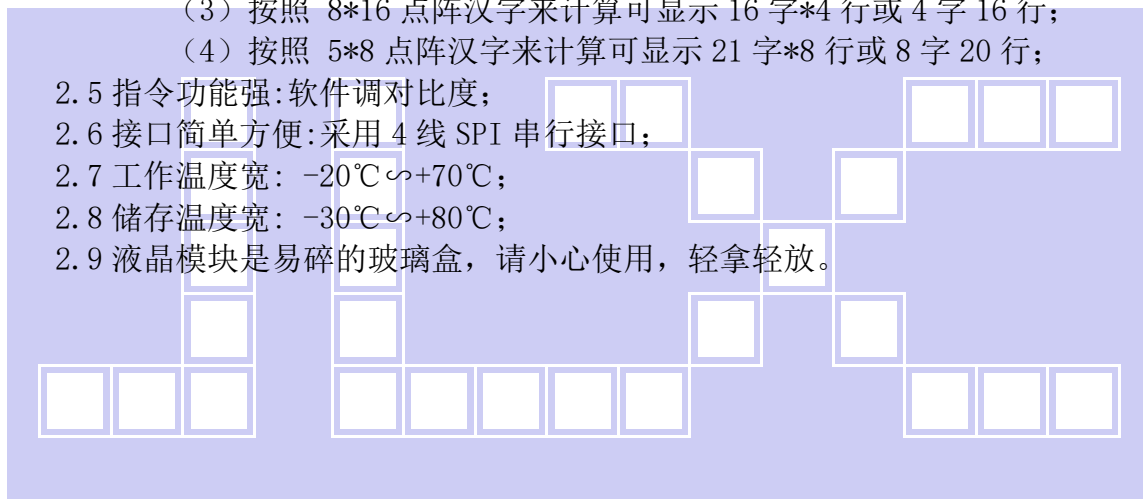 （3）按照 8*16 点阵汉字来计算可显示 16 字*4 行或 4 字 16 行；
（4）按照 5*8 点阵汉字来计算可显示 21 字*8 行或 8 字 20 行；
2.5 指令功能强:软件调对比度；
2.6 接口简单方便:采用 4 线 SPI 串行接口；
2.7 工作温度宽: -20℃∽+70℃；
2.8 储存温度宽: -30℃∽+80℃；
2.9 液晶模块是易碎的玻璃盒，请小心使用，轻拿轻放。